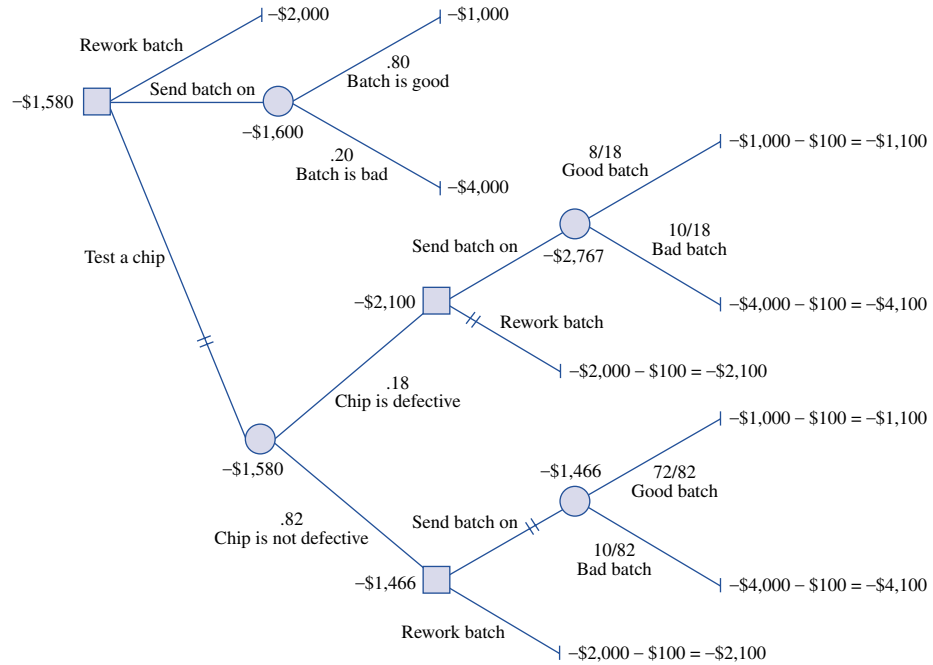 −$2,000
Rework batch
−$1,000
.80
Batch is good
Send batch on
−$1,580
−$1,600
.20
Batch is bad
−$4,000
−$1,000 − $100 = −$1,100
8/18
Good batch
10/18
Bad batch
Send batch on
−$2,767
Test a chip
−$2,100
−$4,000 − $100 = −$4,100
Rework batch
−$2,000 − $100 = −$2,100
.18
Chip is defective
−$1,000 − $100 = −$1,100
−$1,580
−$1,466
72/82
Good batch
.82
Chip is not defective
Send batch on
10/82
Bad batch
−$1,466
−$4,000 − $100 = −$4,100
Rework batch
−$2,000 − $100 = −$2,100